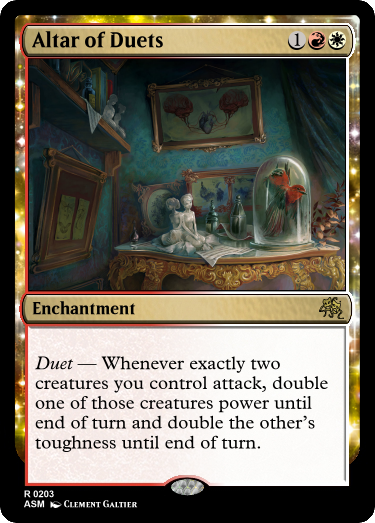 Altar of Duets 1
Enchantment
Duet — Whenever exactly two
creatures you control attack, double
one of those creatures power until
end of turn and double the other's
toughness until end of turn.
R 0203
ASM Clement Galtier